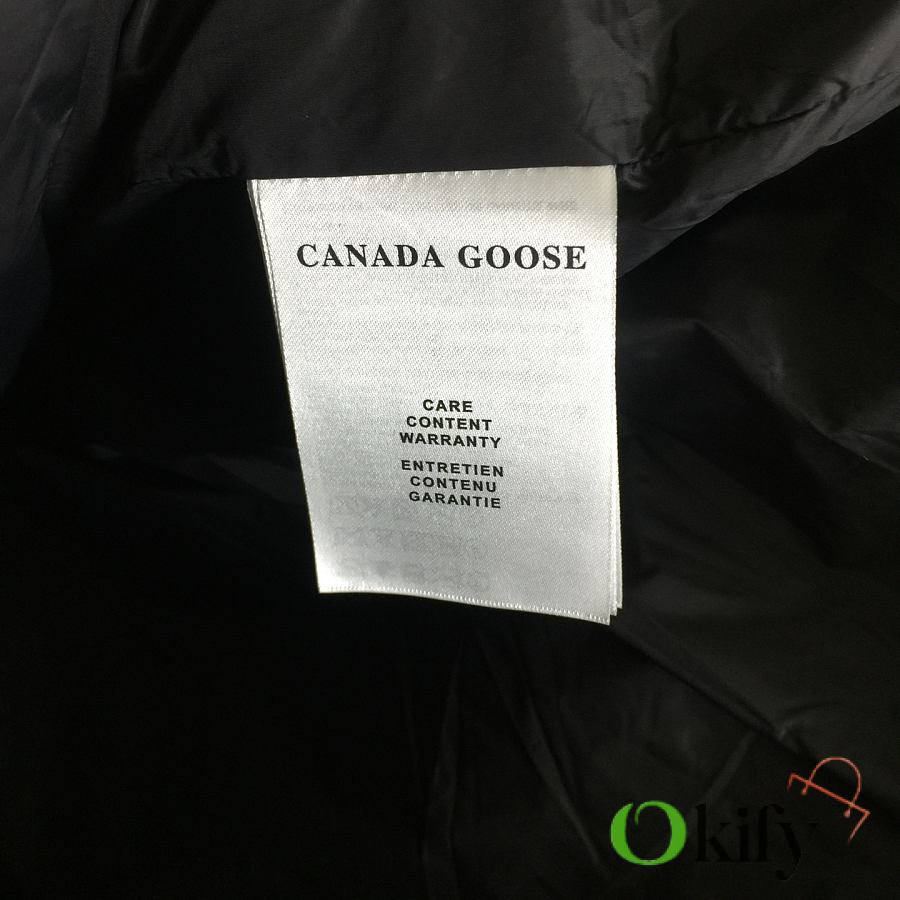 CANADA GOOSE
CARE
CONTENT
WARRANTY
ENTRETIEN
CONTENU
GARANTIE
Okify